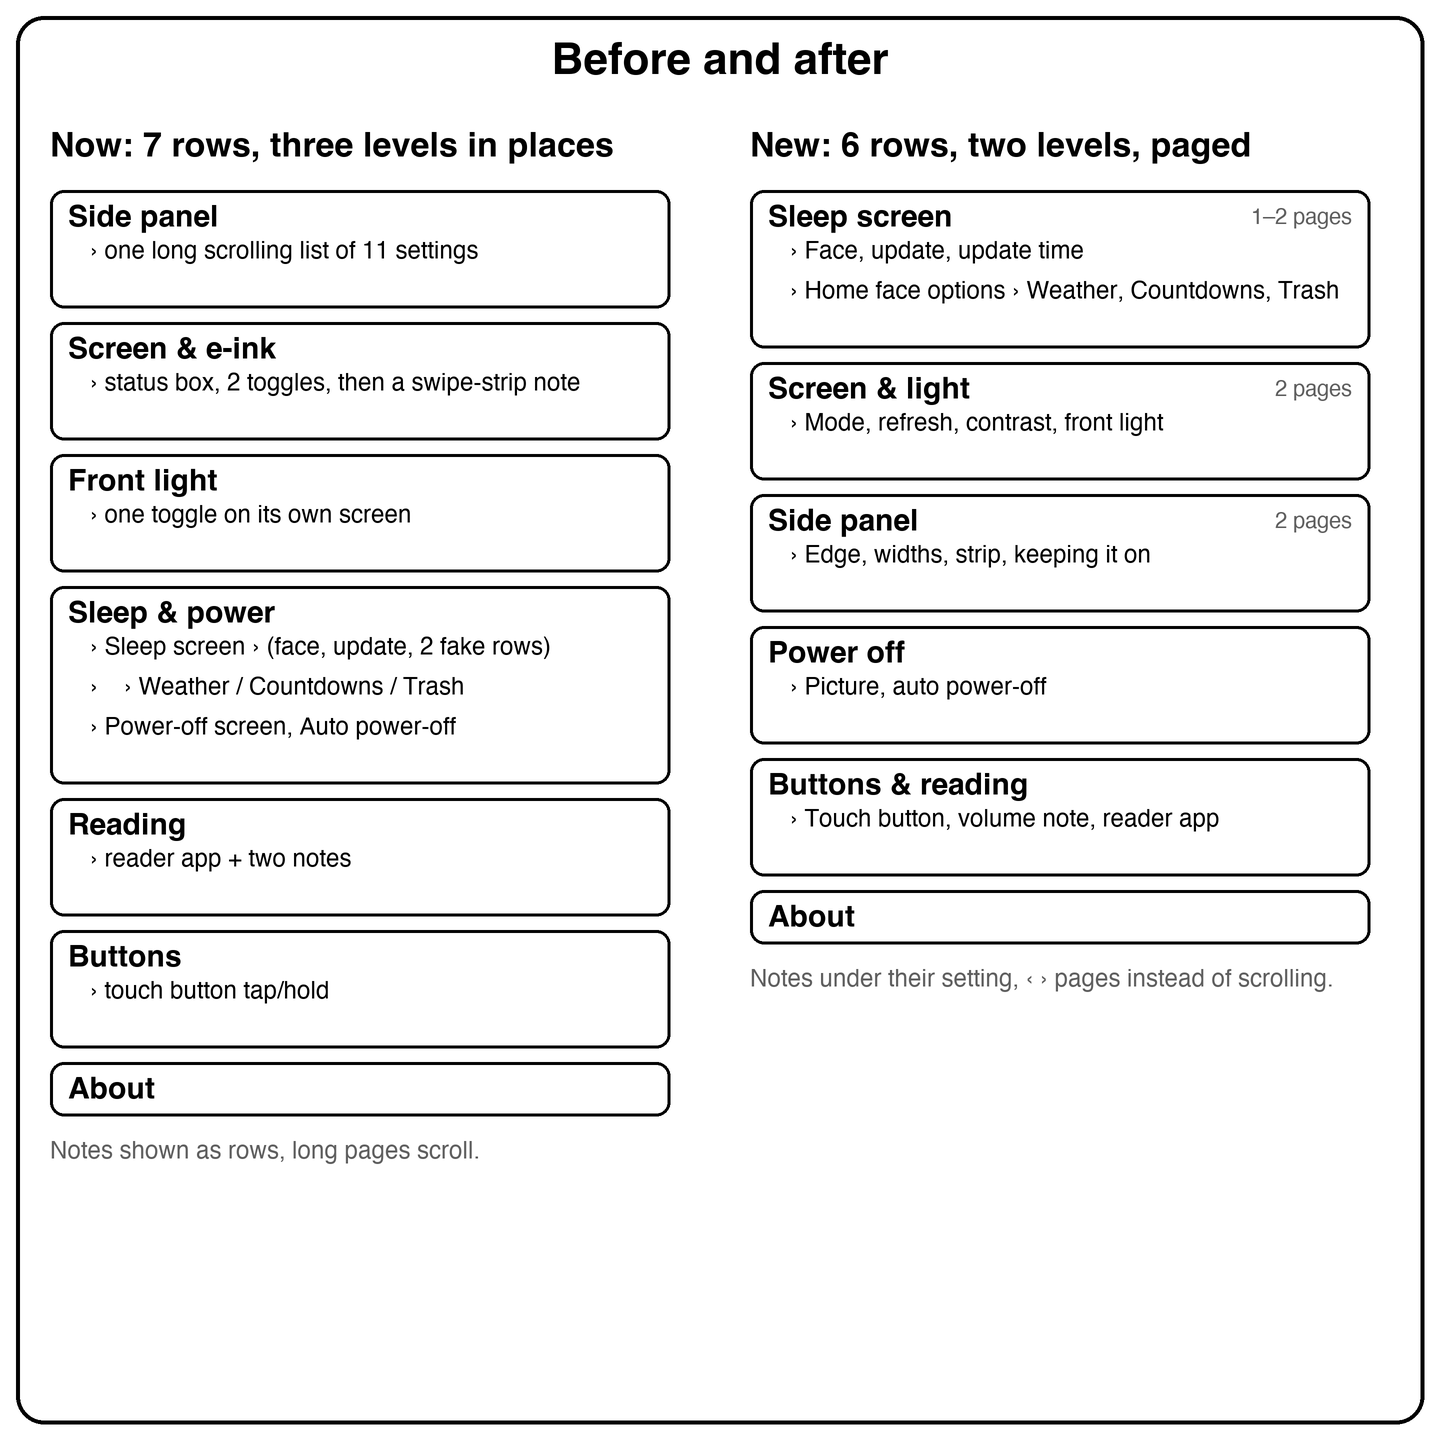 Before and after
Now: 7 rows, three levels in places
Side panel
› one long scrolling list of 11 settings
Screen & e-ink
› status box, 2 toggles, then a swipe-strip note
Front light
› one toggle on its own screen
Sleep & power
› Sleep screen › (face, update, 2 fake rows)
› › Weather / Countdowns / Trash
› Power-off screen, Auto power-off
Reading
› reader app + two notes
Buttons
› touch button tap/hold
About
Notes shown as rows, long pages scroll.
New: 6 rows, two levels, paged
Sleep screen 1–2 pages
› Face, update, update time
› Home face options › Weather, Countdowns, Trash
Screen & light 2 pages
› Mode, refresh, contrast, front light
Side panel 2 pages
› Edge, widths, strip, keeping it on
Power off
› Picture, auto power-off
Buttons & reading
› Touch button, volume note, reader app
About
Notes under their setting, ‹ › pages instead of scrolling.